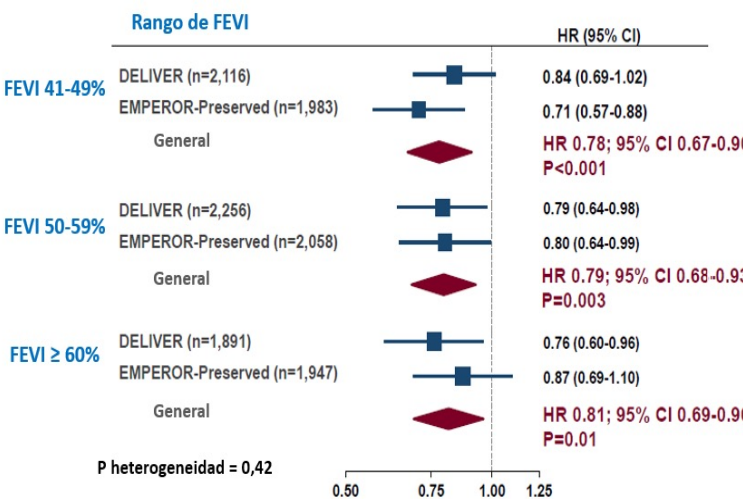 Rango de FEVI
HR (95% CI)
FEVI 41-49%
DELIVER (n=2,116) 0.84 (0.69-1.02)
EMPEROR-Preserved (n=1,983) 0.71 (0.57-0.88)
General HR 0.78; 95% CI 0.67-0.90
P<0.001
FEVI 50-59%
DELIVER (n=2,256) 0.79 (0.64-0.98)
EMPEROR-Preserved (n=2,058) 0.80 (0.64-0.99)
General HR 0.79; 95% CI 0.68-0.93
P=0.003
FEVI ≥ 60%
DELIVER (n=1,891) 0.76 (0.60-0.96)
EMPEROR-Preserved (n=1,947) 0.87 (0.69-1.10)
General HR 0.81; 95% CI 0.69-0.96
P=0.01
P heterogeneidad = 0,42
0.50 0.75 1.00 1.25